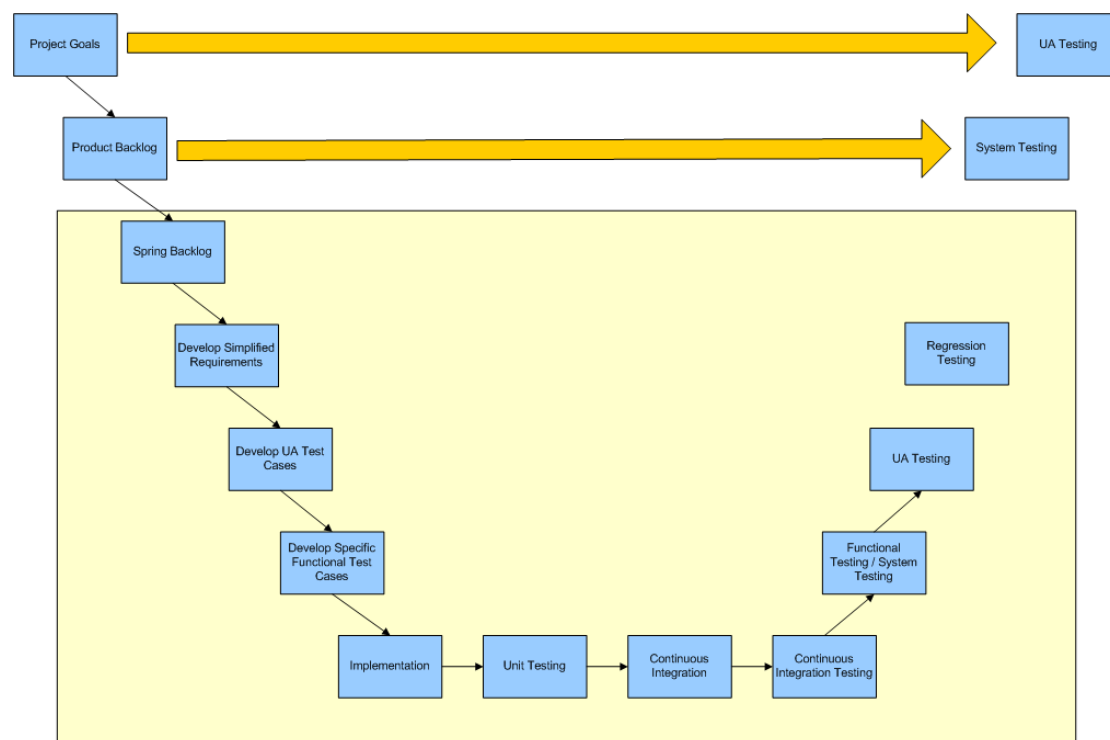 Project Goals
UA Testing
Product Backlog
System Testing
Spring Backlog
Develop Simplified
Requirements
Regression
Testing
Develop UA Test
Cases
UA Testing
Develop Specific
Functional Test
Cases
Functional
Testing / System
Testing
Implementation
Unit Testing
Continuous
Integration
Continuous
Integration Testing